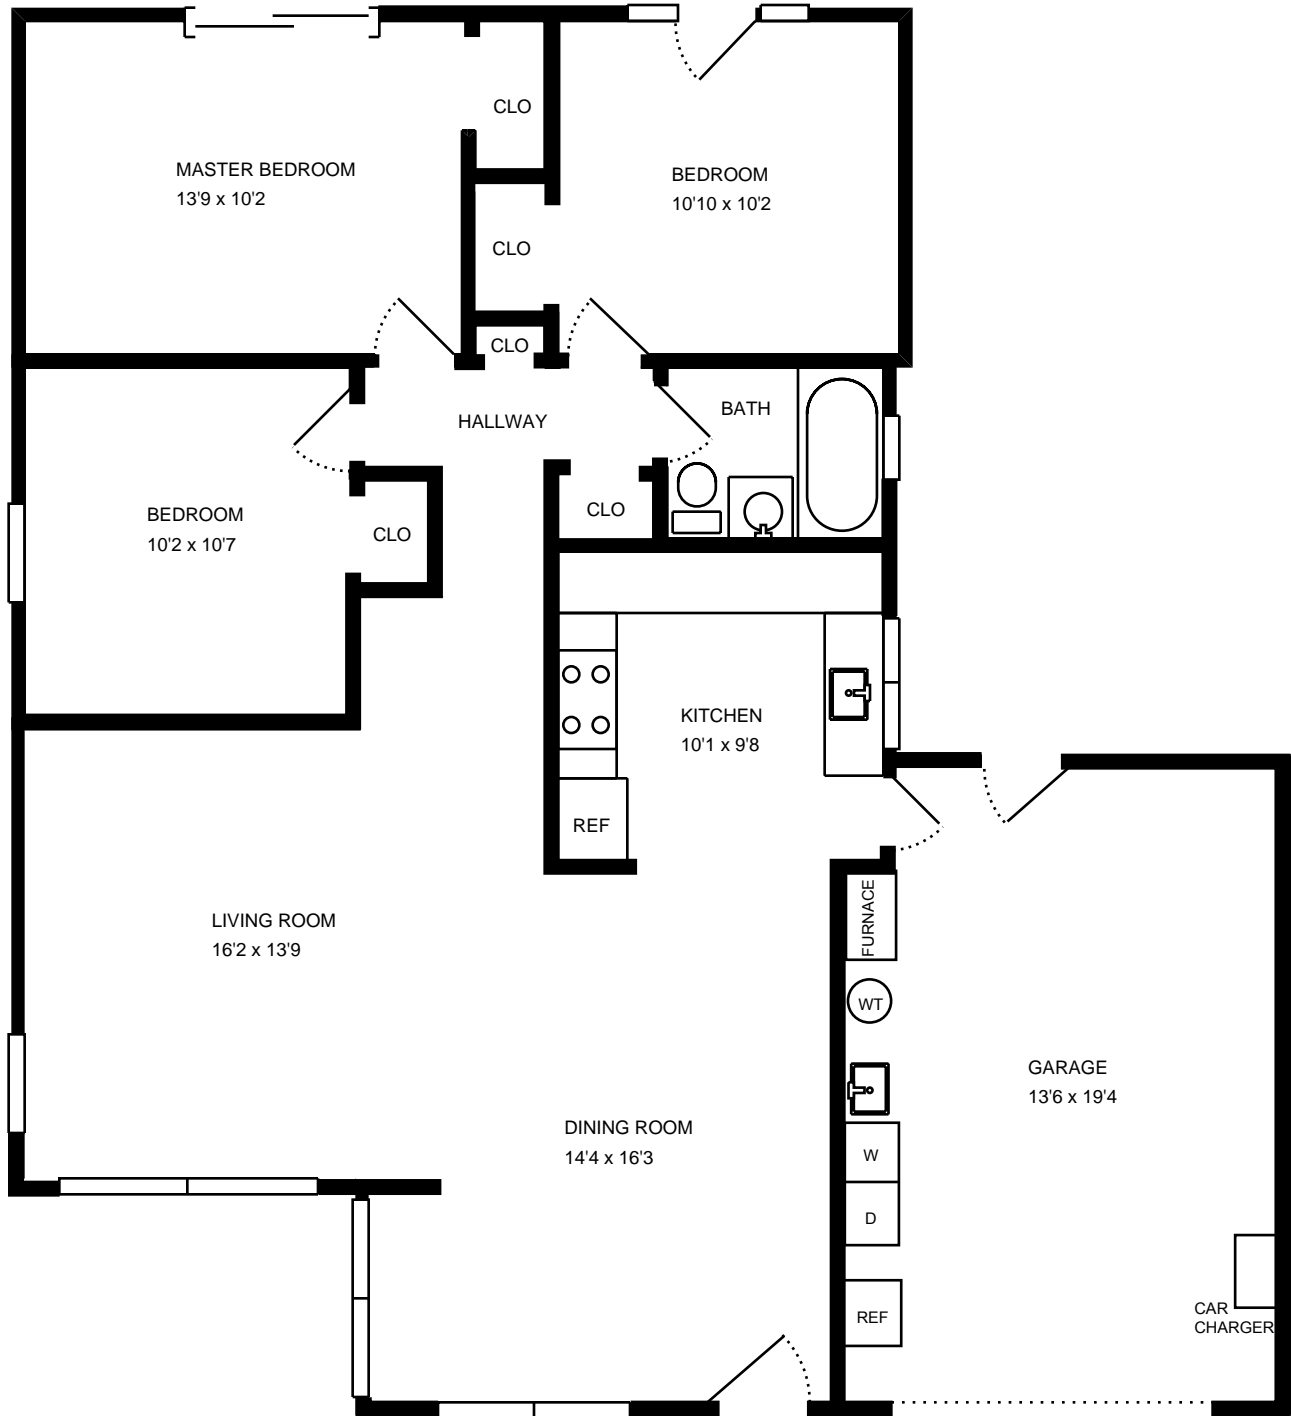 CLO
MASTER BEDROOM
13'9 x 10'2
BEDROOM
10'10 x 10'2
CLO
CLO
HALLWAY
BATH
BEDROOM
10'2 x 10'7
CLO
CLO
KITCHEN
10'1 x 9'8
REF
LIVING ROOM
16'2 x 13'9
FURNACE
WT
GARAGE
13'6 x 19'4
DINING ROOM
14'4 x 16'3
W
D
REF
CAR
CHARGER